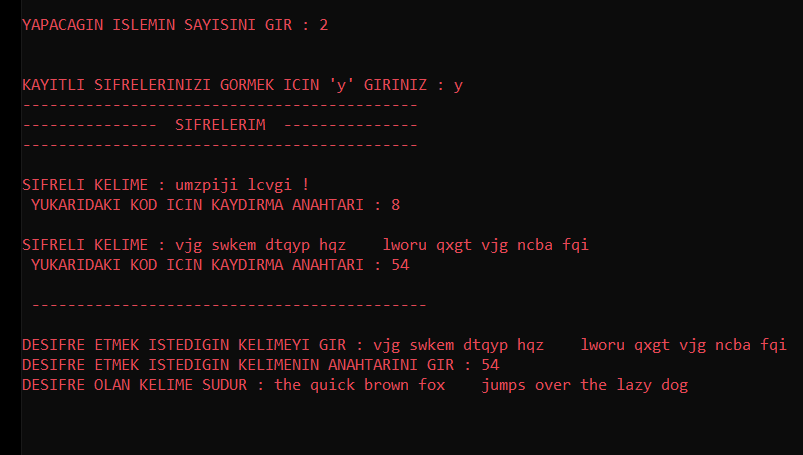 YAPACAGIN ISLEMIN SAYISINI GIR : 2
KAYITLI SIFRELERINIZI GORMEK ICIN 'y' GIRINIZ : y
--------------------------------------------
--------------- SIFRELERIM ---------------
--------------------------------------------
SIFRELI KELIME : umzpiji lcvgi !
YUKARIDAKI KOD ICIN KAYDIRMA ANAHTARI : 8
SIFRELI KELIME : vjg swkem dtqyp hqz    lworu qxgt vjg ncba fqi
YUKARIDAKI KOD ICIN KAYDIRMA ANAHTARI : 54
--------------------------------------------
DESIFRE ETMEK ISTEDIGIN KELIMEYI GIR : vjg swkem dtqyp hqz    lworu qxgt vjg ncba fqi
DESIFRE ETMEK ISTEDIGIN KELIMENIN ANAHTARINI GIR : 54
DESIFRE OLAN KELIME SUDUR : the quick brown fox    jumps over the lazy dog